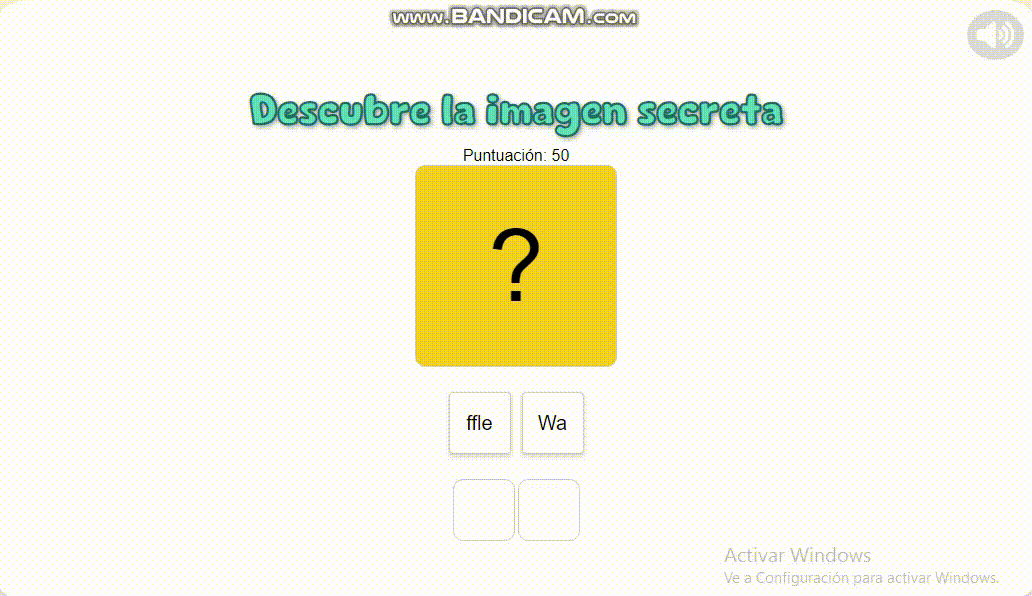 www.BANDICAM.com
Descubre la imagen secreta
Puntuación: 50
?
ffle Wa
Activar Windows
Ve a Configuración para activar Windows.